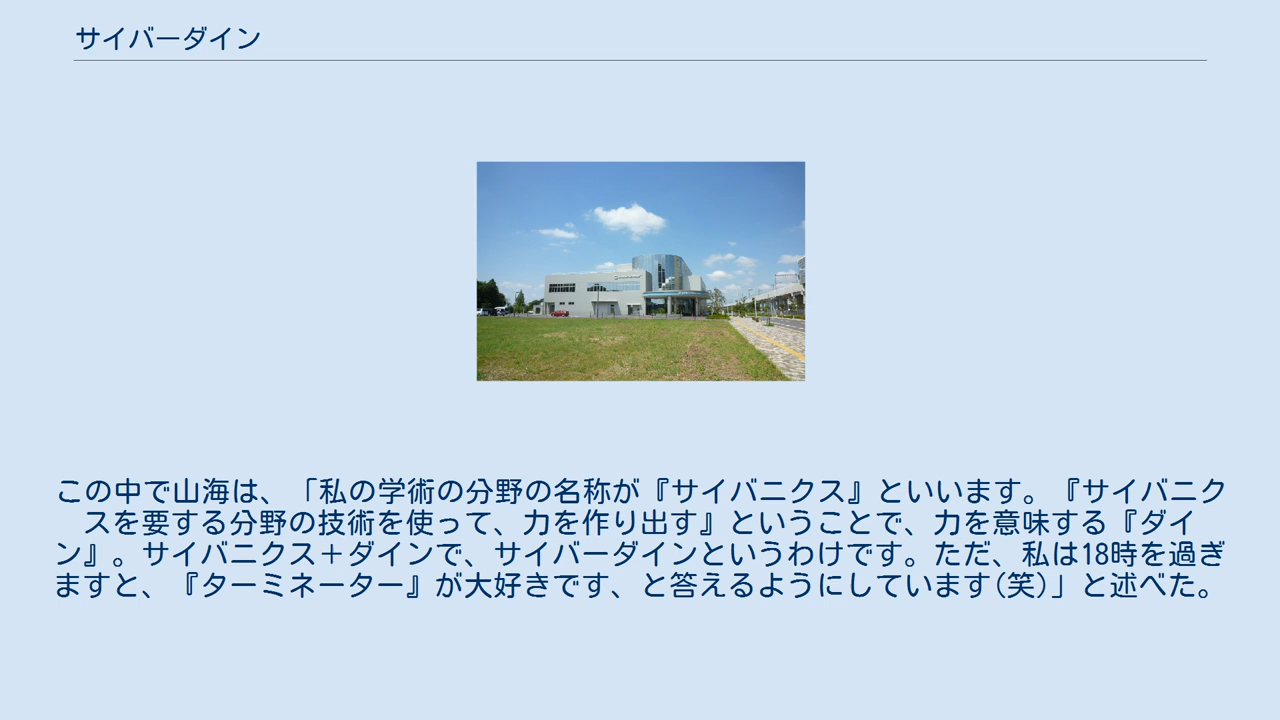 サイバーダイン
この中で山海は、「私の学術の分野の名称が『サイバニクス』といいます。『サイバニク
スを要する分野の技術を使って、力を作り出す』ということで、力を意味する『ダイ
ン』。サイバニクス＋ダインで、サイバーダインというわけです。ただ、私は18時を過ぎ
ますと、『ターミネーター』が大好きです、と答えるようにしています(笑)」と述べた。